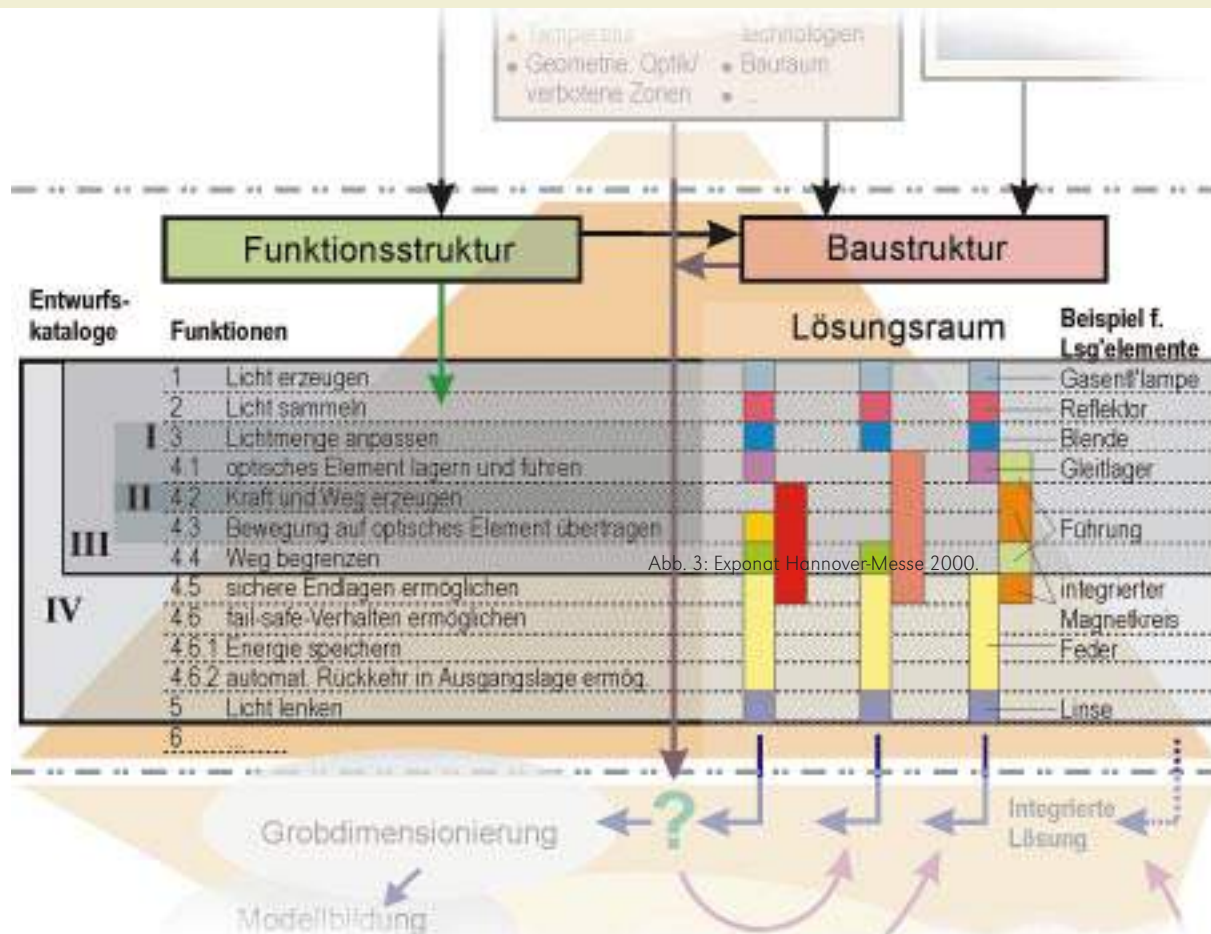 Temperatur
• Geometrie, Optik/
verbotene Zonen
technologien
• Bauraum
• ...
Funktionsstruktur
Baustruktur
Entwurfs-
kataloge
Funktionen
Lösungsraum
Beispiel f.
Lsg'elemente
1 Licht erzeugen
2 Licht sammeln
I 3 Lichtmenge anpassen
4.1 optisches Element lagern und führen
II 4.2 Kraft und Weg erzeugen
4.3 Bewegung auf optisches Element übertragen
III 4.4 Weg begrenzen
4.5 sichere Endlagen ermöglichen
IV 4.6 fail-safe-Verhalten ermöglichen
4.6.1 Energie speichern
4.6.2 automat. Rückkehr in Ausgangslage ermög.
5 Licht lenken
6 ............
Gasentl'lampe
Reflektor
Blende
Gleitlager
Führung
integrierter
Magnetkreis
Feder
Linse
Abb. 3: Exponat Hannover-Messe 2000.
Grobdimensionierung
?
Integrierte
Lösung
Modellbildung